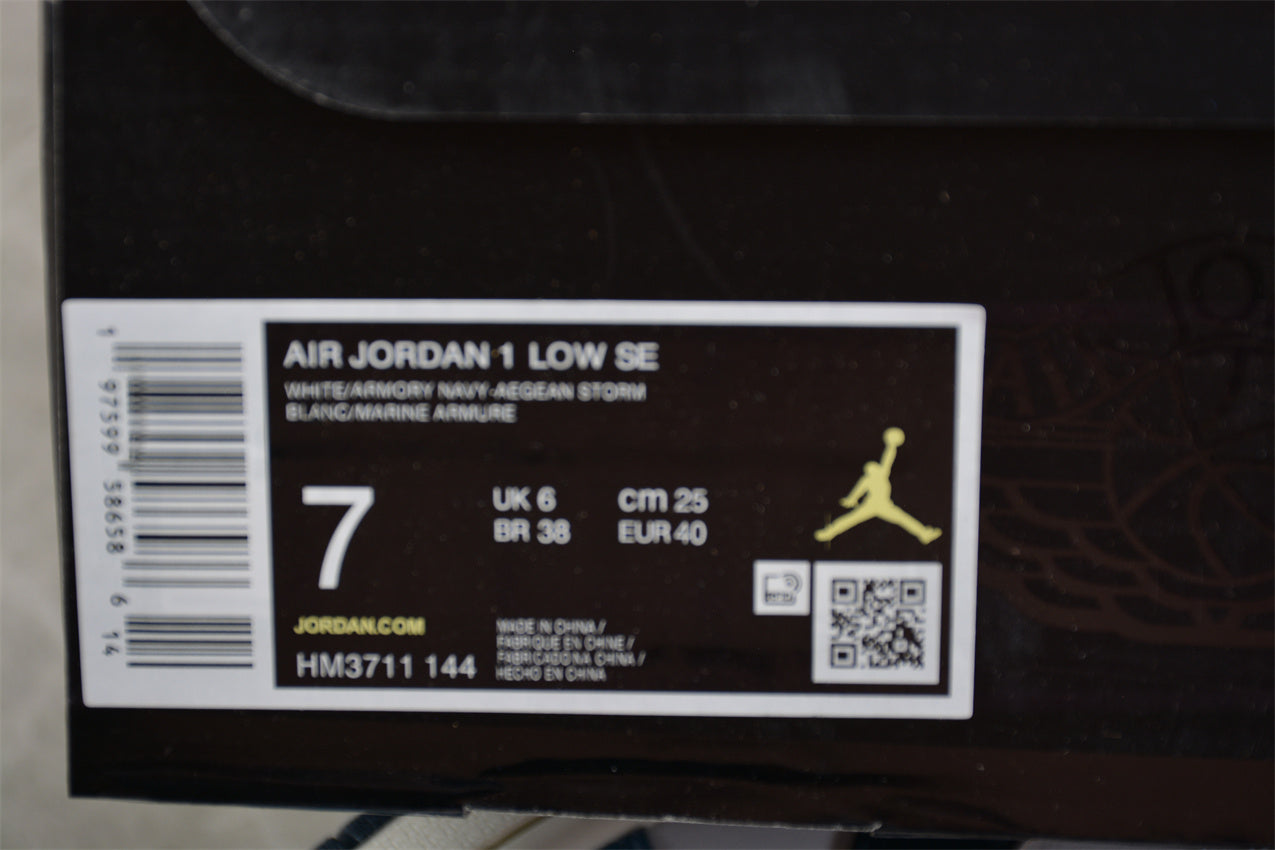 AIR JORDAN 1 LOW SE
WHITE/ARMORY NAVY-AEGEAN STORM
BLANC/MARINE ARMURE
7
UK 6
cm 25
BR 38
EUR 40
JORDAN.COM
HM3711 144
MADE IN CHINA /
FABRIQUE EN CHINE /
FABRICADO NA CHINA /
HECHO EN CHINA
1 97599 58658 6 14